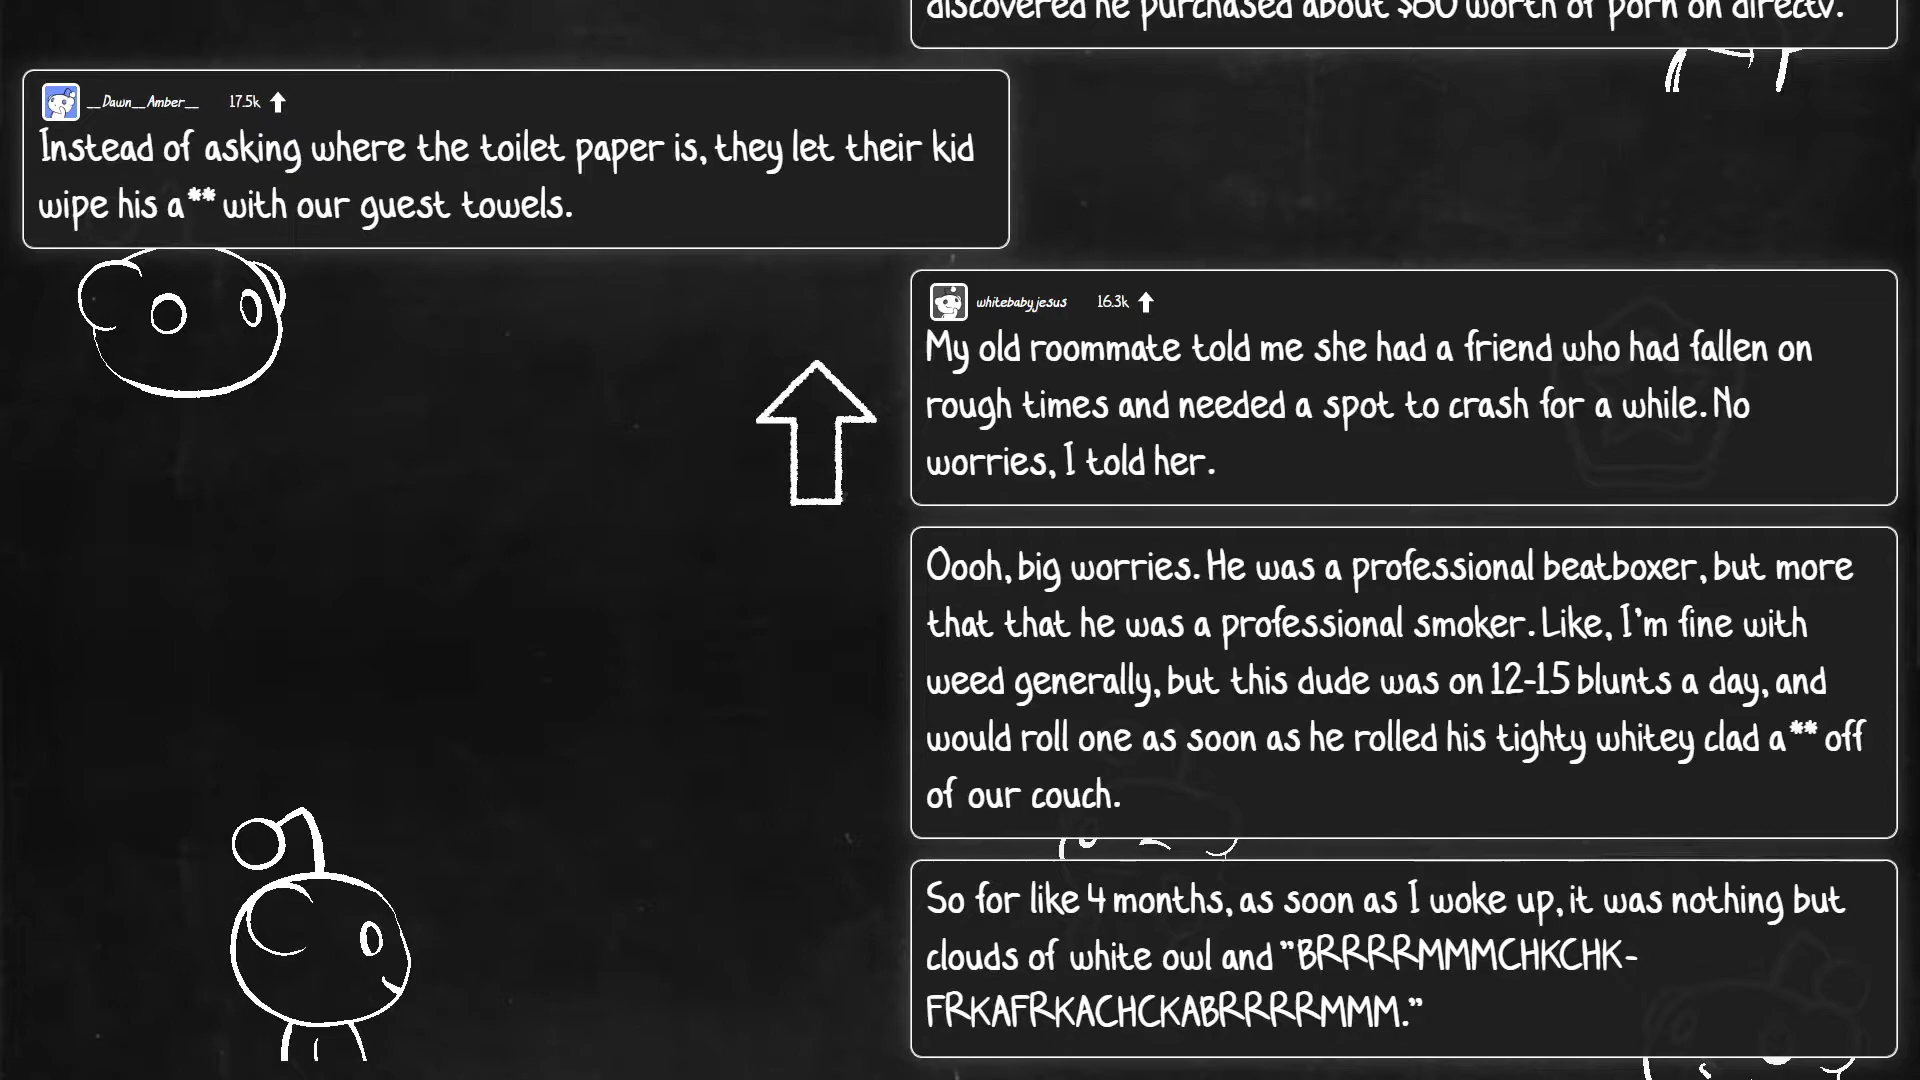 discovered he purchased about $60 worth of porn on directv.
__Dawn__Amber__ 17.5k
Instead of asking where the toilet paper is, they let their kid
wipe his a** with our guest towels.
whitebabyjesus 16.3k
My old roommate told me she had a friend who had fallen on
rough times and needed a spot to crash for a while. No
worries, I told her.
Oooh, big worries. He was a professional beatboxer, but more
that that he was a professional smoker. Like, I'm fine with
weed generally, but this dude was on 12-15 blunts a day, and
would roll one as soon as he rolled his tighty whitey clad a** off
of our couch.
So for like 4 months, as soon as I woke up, it was nothing but
clouds of white owl and "BRRRRMMMCHKCHK-
FRKAFRKACHCKABRRRRMMM."